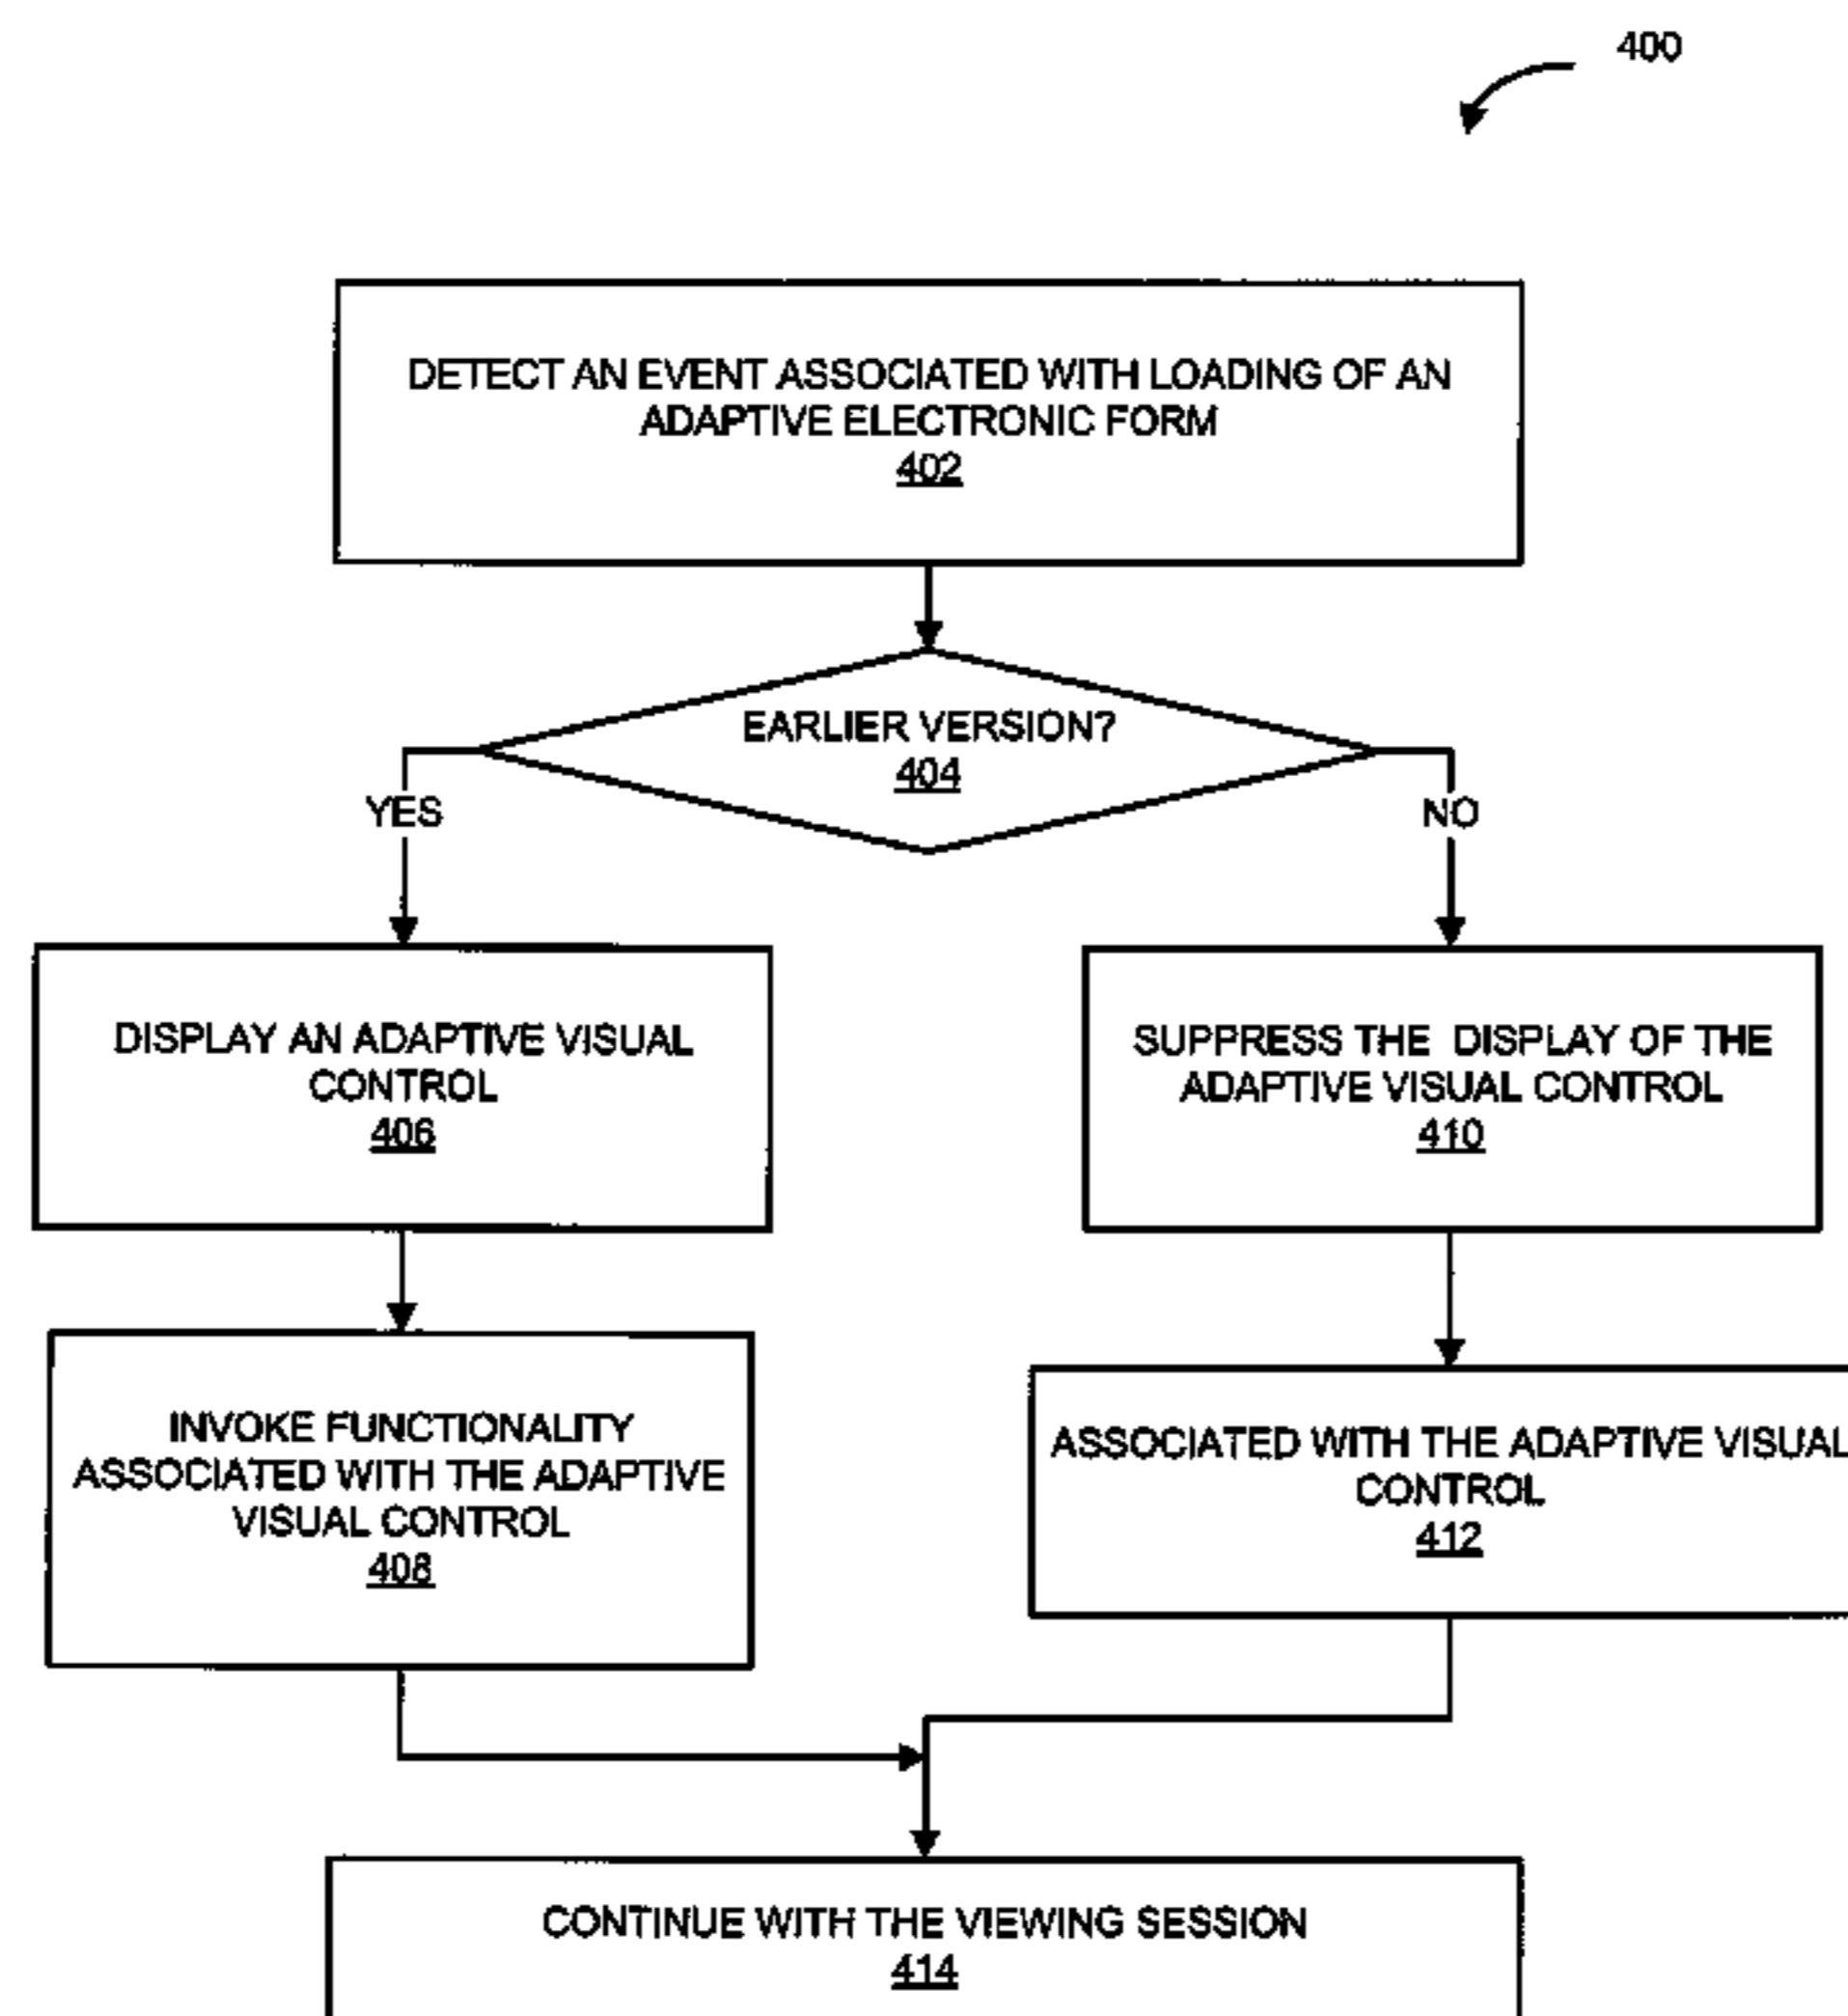 400
DETECT AN EVENT ASSOCIATED WITH LOADING OF AN
ADAPTIVE ELECTRONIC FORM
402
EARLIER VERSION?
404
YES
NO
DISPLAY AN ADAPTIVE VISUAL
CONTROL
406
SUPPRESS THE DISPLAY OF THE
ADAPTIVE VISUAL CONTROL
410
INVOKE FUNCTIONALITY
ASSOCIATED WITH THE ADAPTIVE
VISUAL CONTROL
408
ASSOCIATED WITH THE ADAPTIVE VISUAL
CONTROL
412
CONTINUE WITH THE VIEWING SESSION
414